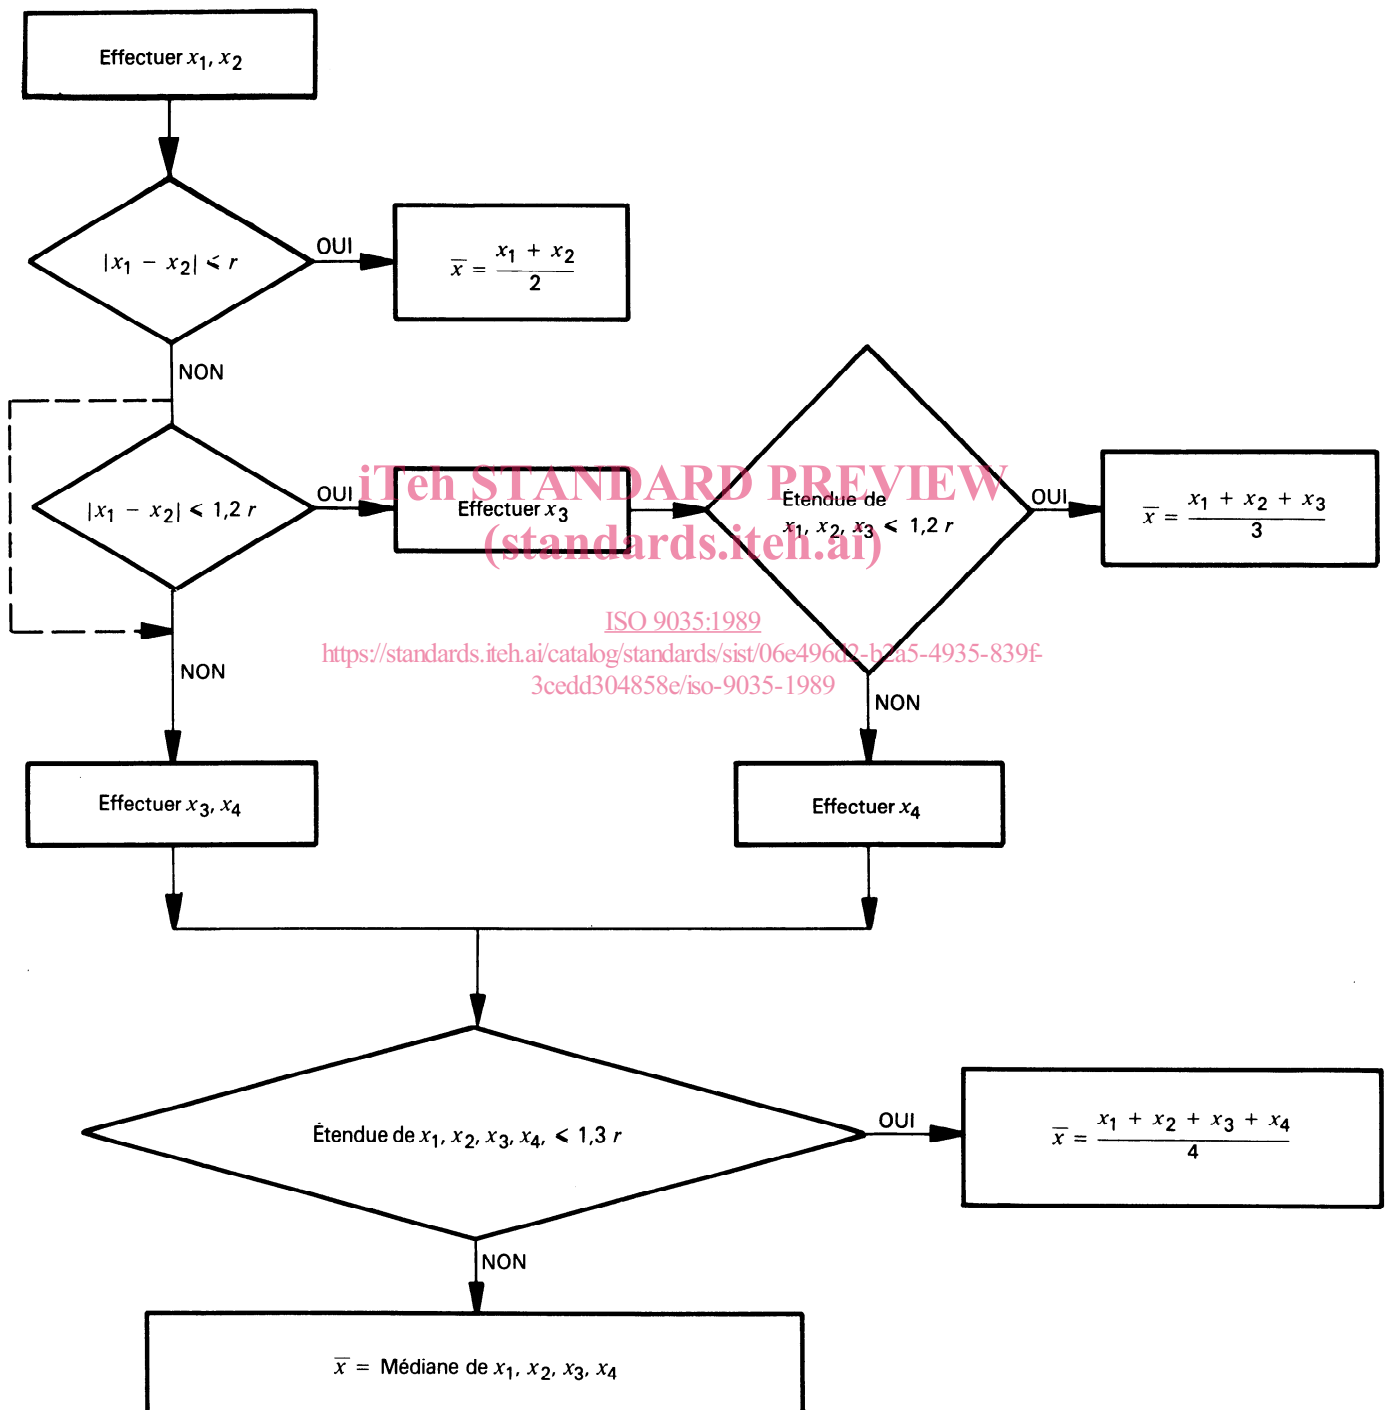 Effectuer x1, x2
|x1 − x2| ⩽ r
OUI
x̄ = (x1 + x2) / 2
NON
|x1 − x2| ⩽ 1,2 r
OUI
Effectuer x3
Étendue de
x1, x2, x3 ⩽ 1,2 r
OUI
x̄ = (x1 + x2 + x3) / 3
iTeh STANDARD PREVIEW
(standards.iteh.ai)
ISO 9035:1989
https://standards.iteh.ai/catalog/standards/sist/06e496d2-b2a5-4935-839f-
3cedd304858e/iso-9035-1989
NON
NON
Effectuer x3, x4
Effectuer x4
Étendue de x1, x2, x3, x4, ⩽ 1,3 r
OUI
x̄ = (x1 + x2 + x3 + x4) / 4
NON
x̄ = Médiane de x1, x2, x3, x4